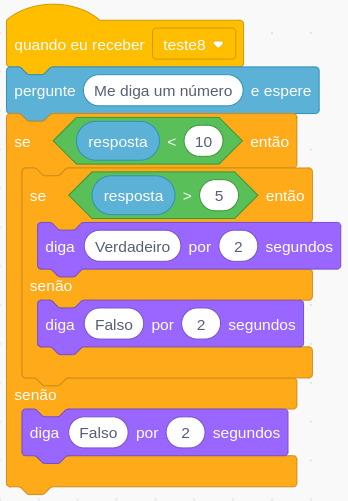 quando eu receber teste8
pergunte Me diga um número e espere
se resposta < 10 então
se resposta > 5 então
diga Verdadeiro por 2 segundos
senão
diga Falso por 2 segundos
senão
diga Falso por 2 segundos